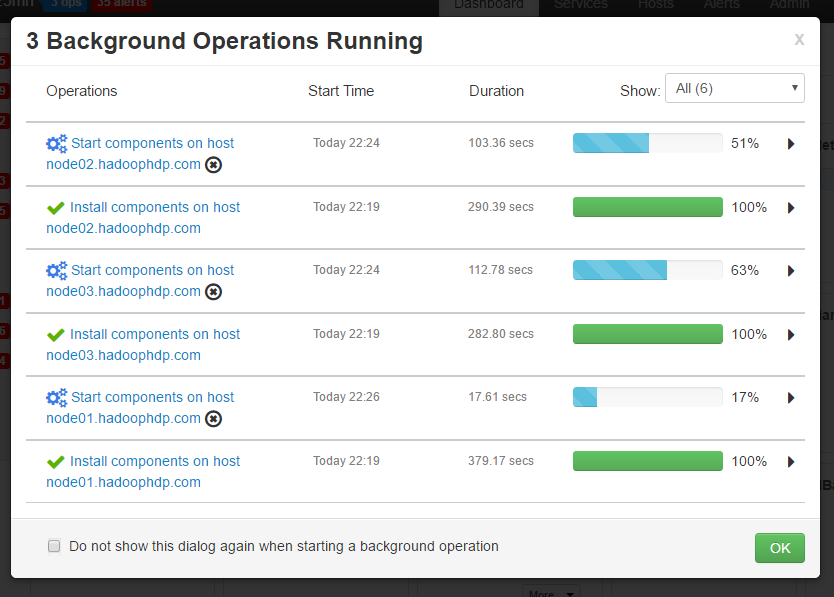 3 ops 35 alerts Dashboard Services Hosts Alerts Admin
3 Background Operations Running x
Operations Start Time Duration Show: All (6)
Start components on host Today 22:24 103.36 secs 51%
node02.hadoophdp.com
Install components on host Today 22:19 290.39 secs 100%
node02.hadoophdp.com
Start components on host Today 22:24 112.78 secs 63%
node03.hadoophdp.com
Install components on host Today 22:19 282.80 secs 100%
node03.hadoophdp.com
Start components on host Today 22:26 17.61 secs 17%
node01.hadoophdp.com
Install components on host Today 22:19 379.17 secs 100%
node01.hadoophdp.com
Do not show this dialog again when starting a background operation OK
More